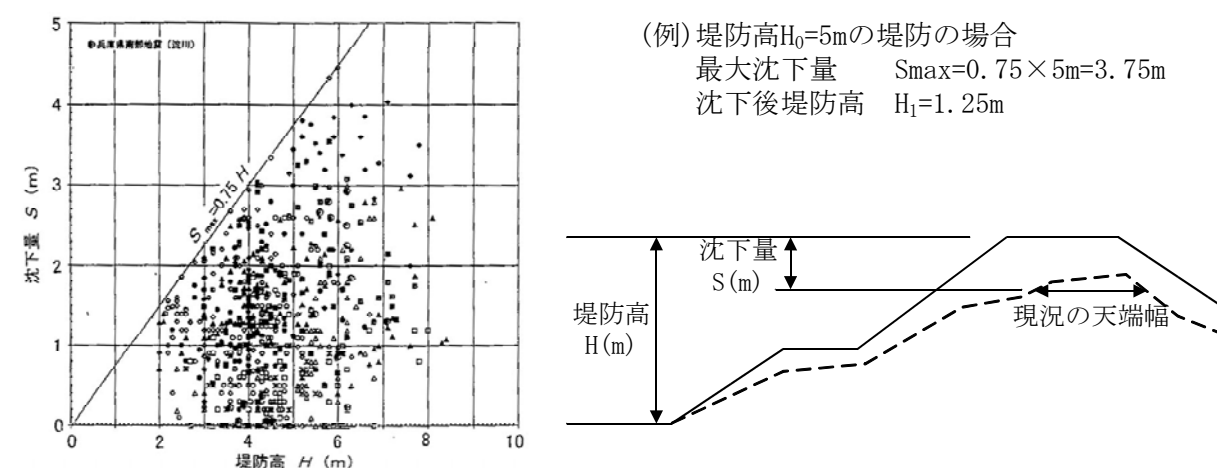 5
4
3
2
1
0
沈下量 S (m)
兵庫県南部地震 (淀川)
Smax=0.75 H
0
2
4
6
8
10
堤防高 H (m)
(例)堤防高H₀=5mの堤防の場合
最大沈下量 Smax=0.75×5m=3.75m
沈下後堤防高 H₁=1.25m
沈下量
S(m)
堤防高
H(m)
現況の天端幅